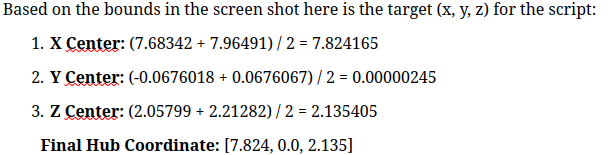 Based on the bounds in the screen shot here is the target (x, y, z) for the script:
1. X Center: (7.68342 + 7.96491) / 2 = 7.824165
2. Y Center: (-0.0676018 + 0.0676067) / 2 = 0.00000245
3. Z Center: (2.05799 + 2.21282) / 2 = 2.135405
Final Hub Coordinate: [7.824, 0.0, 2.135]